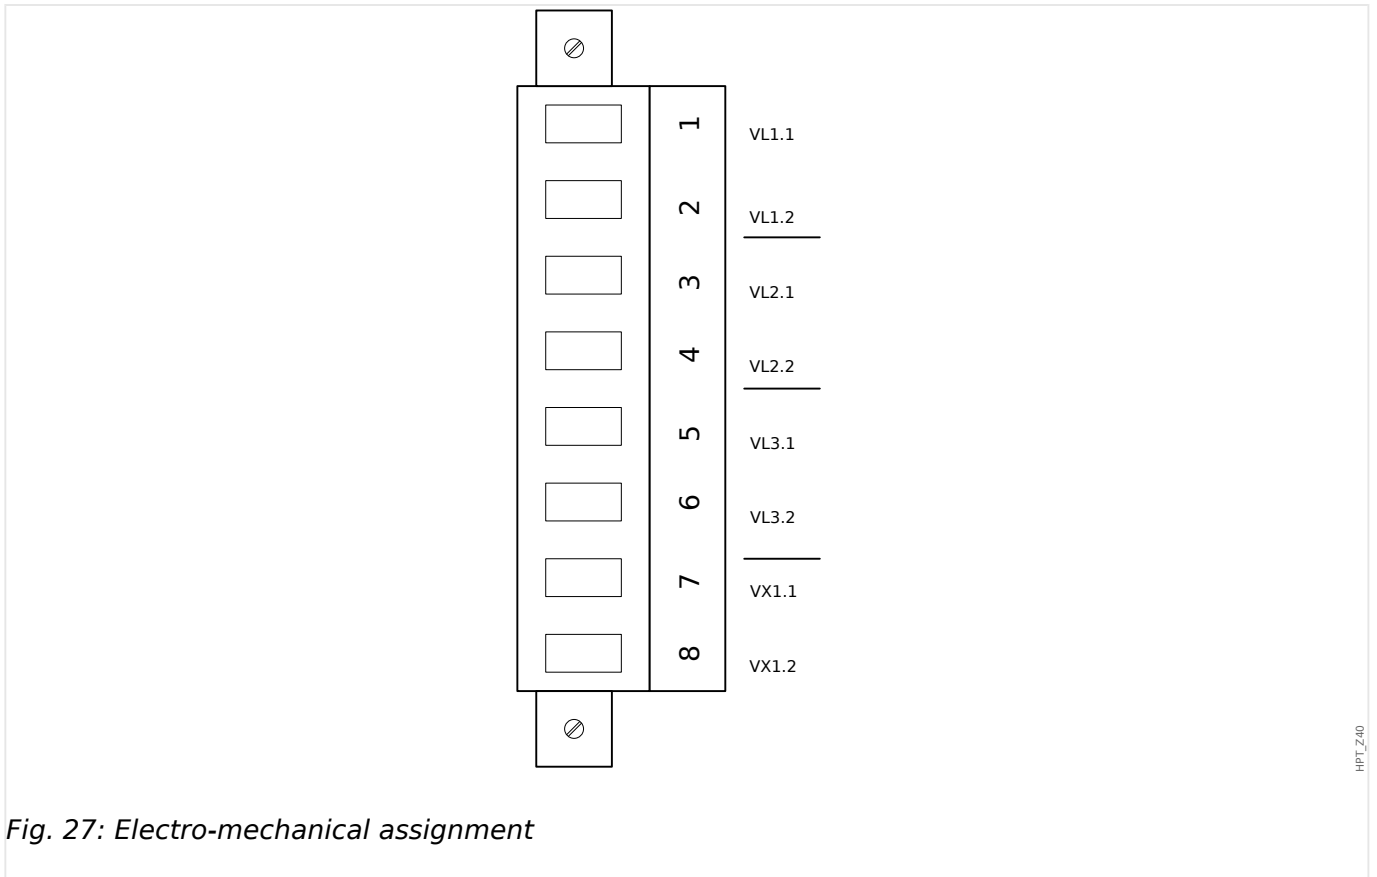 1 VL1.1
2 VL1.2
3 VL2.1
4 VL2.2
5 VL3.1
6 VL3.2
7 VX1.1
8 VX1.2
HPT_Z40
Fig. 27: Electro-mechanical assignment